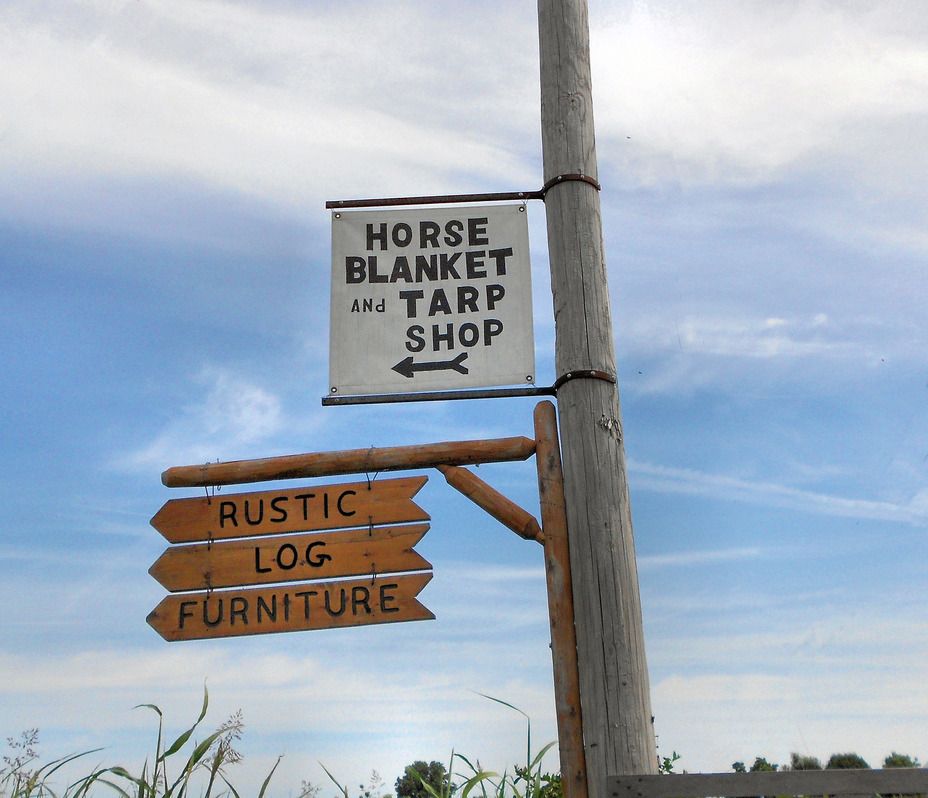 HORSE
BLANKET
ANd TARP
SHOP
RUSTIC
LOG
FURNITURE